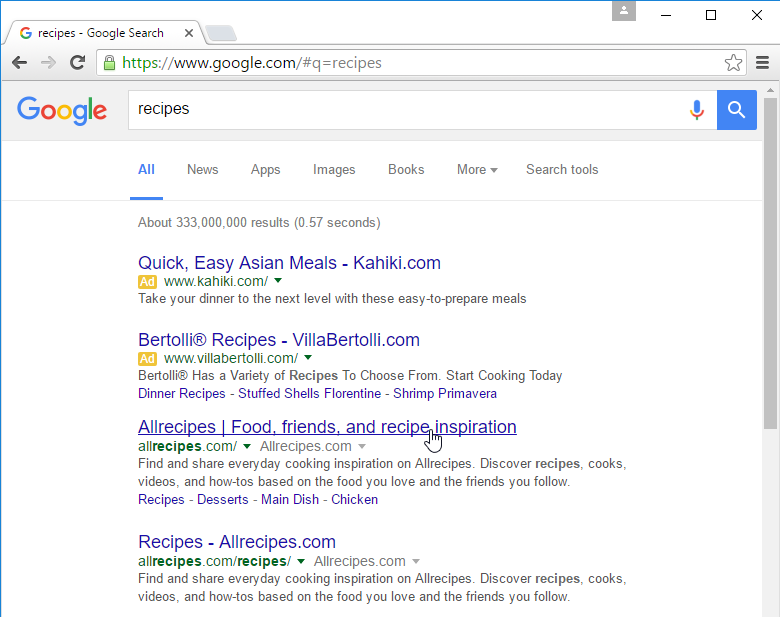 recipes - Google Search
https://www.google.com/#q=recipes
Google
recipes
All News Apps Images Books More Search tools
About 333,000,000 results (0.57 seconds)
Quick, Easy Asian Meals - Kahiki.com
Ad www.kahiki.com/
Take your dinner to the next level with these easy-to-prepare meals
Bertolli® Recipes - VillaBertolli.com
Ad www.villabertolli.com/
Bertolli® Has a Variety of Recipes To Choose From. Start Cooking Today
Dinner Recipes - Stuffed Shells Florentine - Shrimp Primavera
Allrecipes | Food, friends, and recipe inspiration
allrecipes.com/ Allrecipes.com
Find and share everyday cooking inspiration on Allrecipes. Discover recipes, cooks,
videos, and how-tos based on the food you love and the friends you follow.
Recipes - Desserts - Main Dish - Chicken
Recipes - Allrecipes.com
allrecipes.com/recipes/ Allrecipes.com
Find and share everyday cooking inspiration on Allrecipes. Discover recipes, cooks,
videos, and how-tos based on the food you love and the friends you follow.